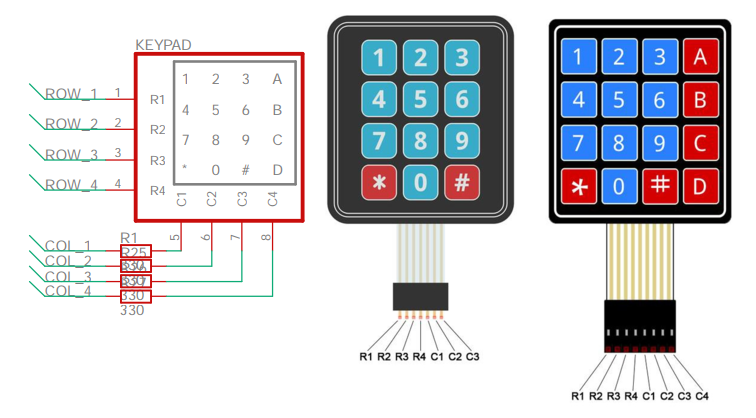 KEYPAD
1 2 3 A
4 5 6 B
7 8 9 C
* 0 # D
ROW_1 1 R1
ROW_2 2 R2
ROW_3 3 R3
ROW_4 4 R4
C1 C2 C3 C4
5 6 7 8
COL_1
COL_2
COL_3
COL_4
R1
R25
330
330
330
1 2 3
4 5 6
7 8 9
* 0 #
R1 R2 R3 R4 C1 C2 C3
1 2 3 A
4 5 6 B
7 8 9 C
* 0 # D
R1 R2 R3 R4 C1 C2 C3 C4